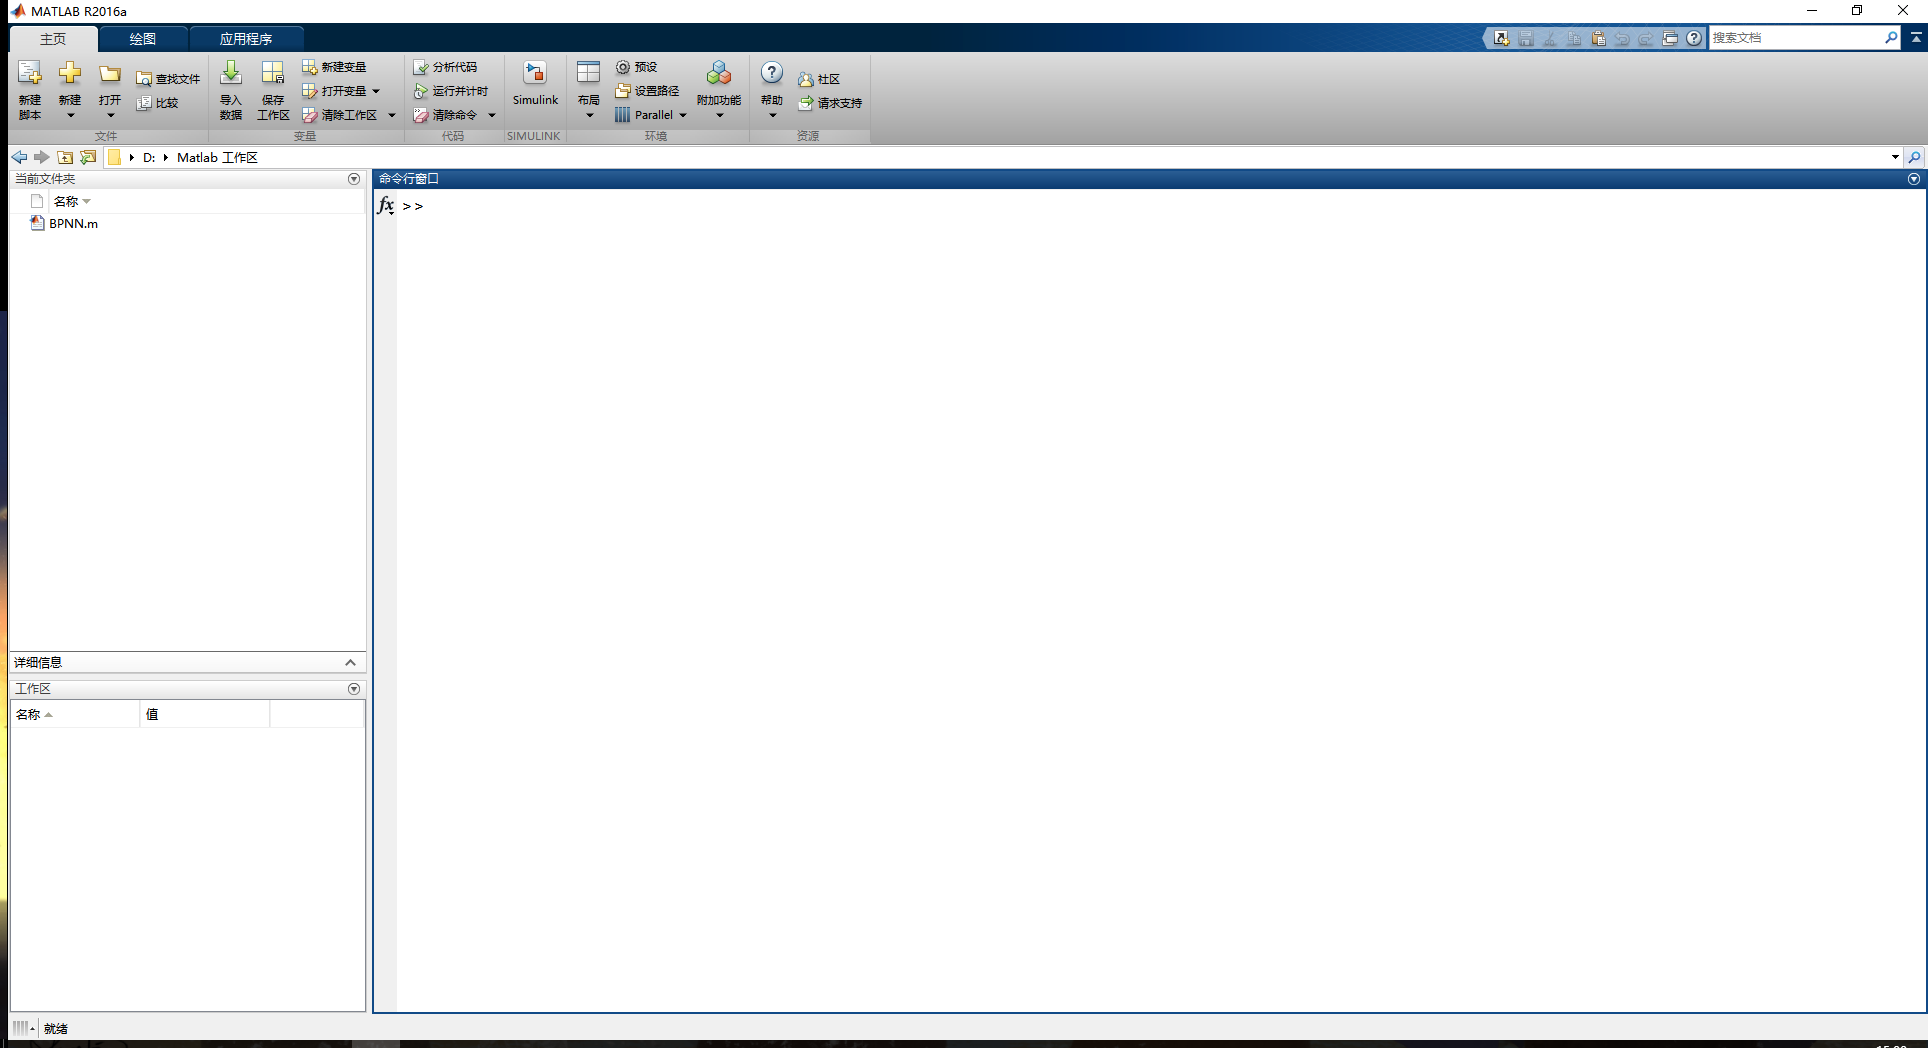 MATLAB R2016a
主页 绘图 应用程序 搜索文档
新建脚本 新建 打开 查找文件 比较
导入数据 保存工作区 新建变量 打开变量 清除工作区
分析代码 运行并计时 清除命令
Simulink
布局 预设 设置路径 Parallel 附加功能
帮助 社区 请求支持
文件 变量 代码 SIMULINK 环境 资源
D: Matlab 工作区
当前文件夹
名称
BPNN.m
详细信息
工作区
名称 值
命令行窗口
fx >>
就绪